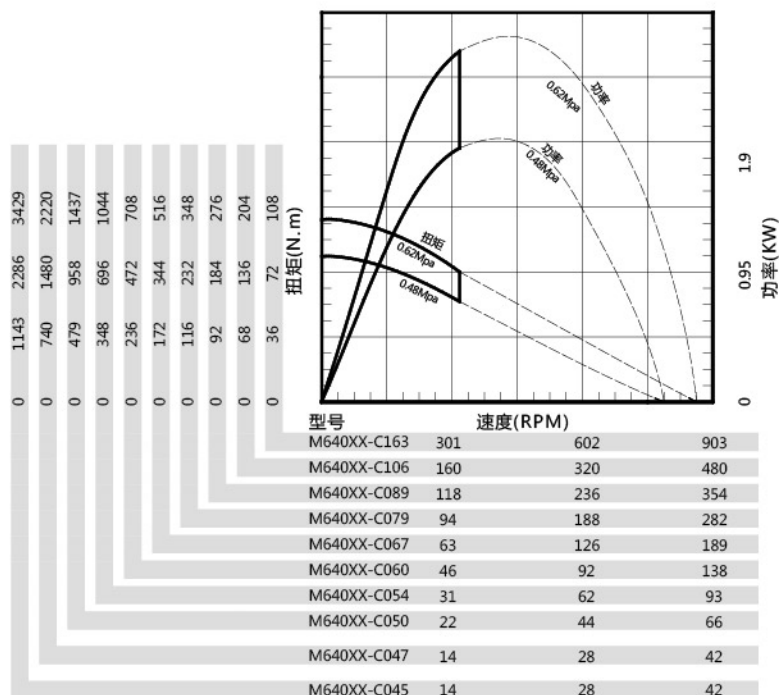 功率
0.62Mpa
功率
0.48Mpa
扭矩
0.62Mpa
0.48Mpa
3429 2220 1437 1044 708 516 348 276 204 108
2286 1480 958 696 472 344 232 184 136 72
1143 740 479 348 236 172 116 92 68 36
0 0 0 0 0 0 0 0 0 0
扭矩(N.m)
1.9
0.95
0
功率(KW)
型号 速度(RPM)
M640XX-C163 301 602 903
M640XX-C106 160 320 480
M640XX-C089 118 236 354
M640XX-C079 94 188 282
M640XX-C067 63 126 189
M640XX-C060 46 92 138
M640XX-C054 31 62 93
M640XX-C050 22 44 66
M640XX-C047 14 28 42
M640XX-C045 14 28 42